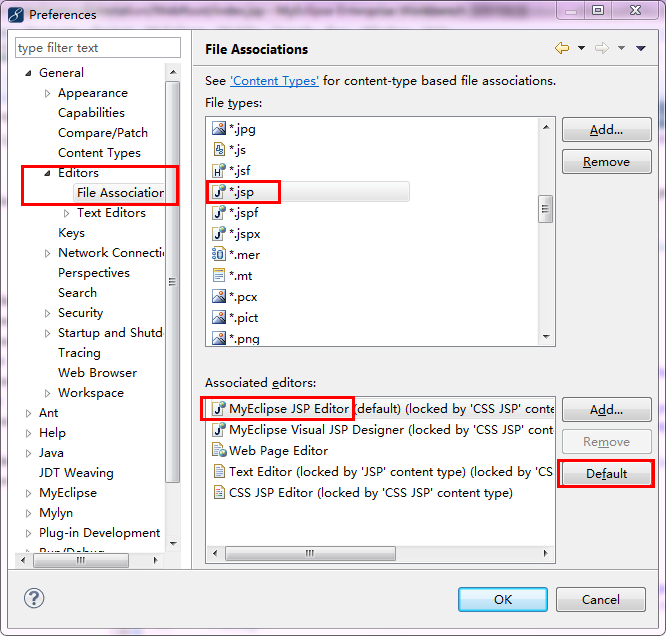 Preferences
type filter text
General
Appearance
Capabilities
Compare/Patch
Content Types
Editors
File Association
Text Editors
Keys
Network Connecti
Perspectives
Search
Security
Startup and Shutd
Tracing
Web Browser
Workspace
Ant
Help
Java
JDT Weaving
MyEclipse
Mylyn
Plug-in Development
Run/Debug
File Associations
See 'Content Types' for content-type based file associations.
File types:
*.jpg
*.js
*.jsf
*.jsp
*.jspf
*.jspx
*.mer
*.mt
*.pcx
*.pict
*.png
Add...
Remove
Associated editors:
MyEclipse JSP Editor (default) (locked by 'CSS JSP' conte
MyEclipse Visual JSP Designer (locked by 'CSS JSP' cont
Web Page Editor
Text Editor (locked by 'JSP' content type) (locked by 'CS
CSS JSP Editor (locked by 'CSS JSP' content type)
Add...
Remove
Default
OK
Cancel